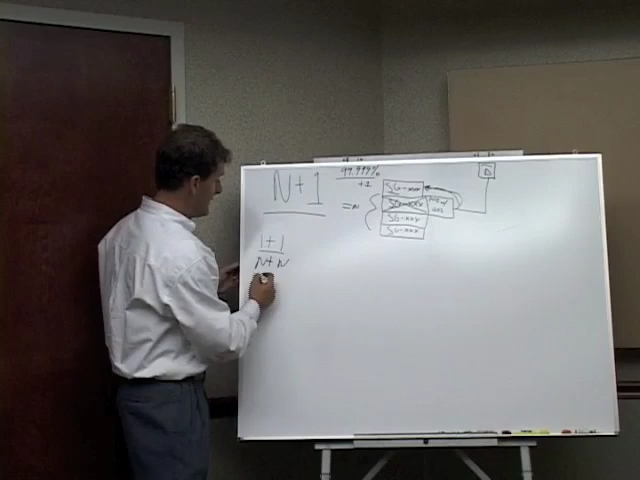 N+1
99.999%
+1
= N
SG-xxx
SG-xxx
SG-xxx
SG-xxx
D
1+1
N+N